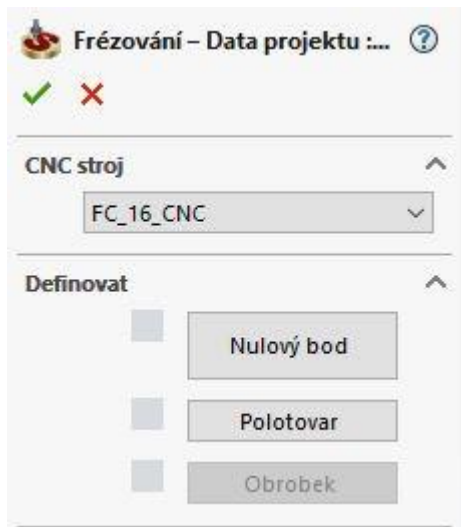 Frézování – Data projektu :...
CNC stroj
FC_16_CNC
Definovat
Nulový bod
Polotovar
Obrobek